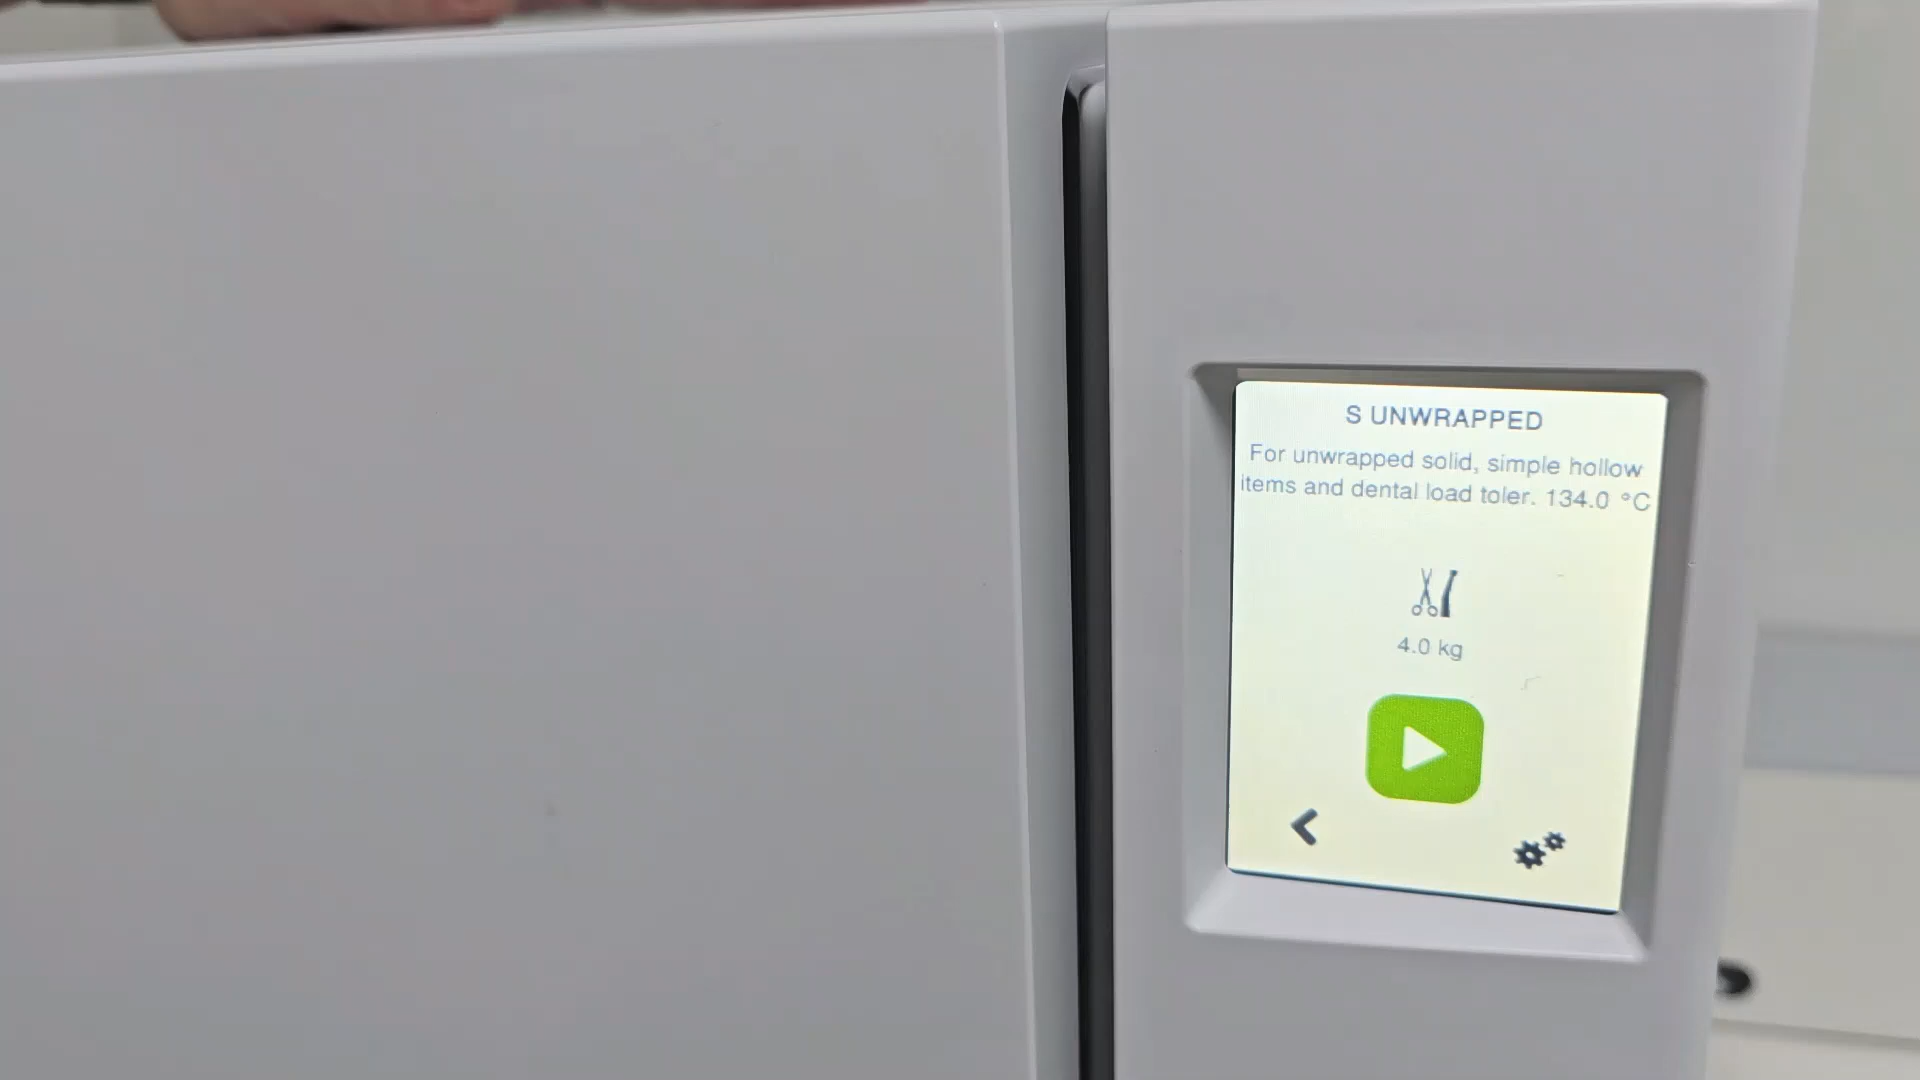 S UNWRAPPED
For unwrapped solid, simple hollow
items and dental load toler. 134.0 °C
4.0 kg